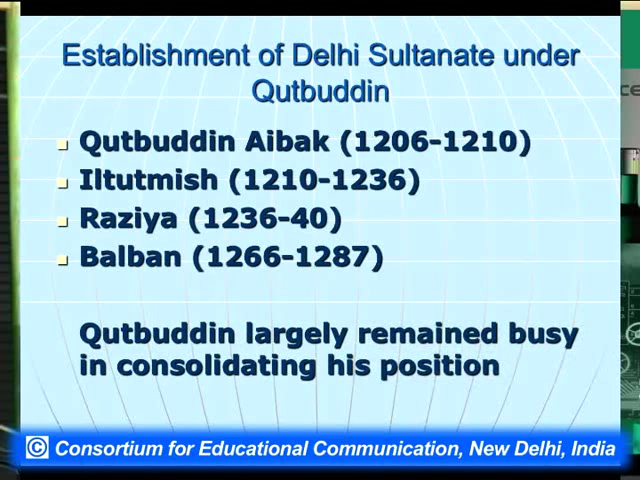 Establishment of Delhi Sultanate under
Qutbuddin
Qutbuddin Aibak (1206-1210)
Iltutmish (1210-1236)
Raziya (1236-40)
Balban (1266-1287)
Qutbuddin largely remained busy
in consolidating his position
© Consortium for Educational Communication, New Delhi, India